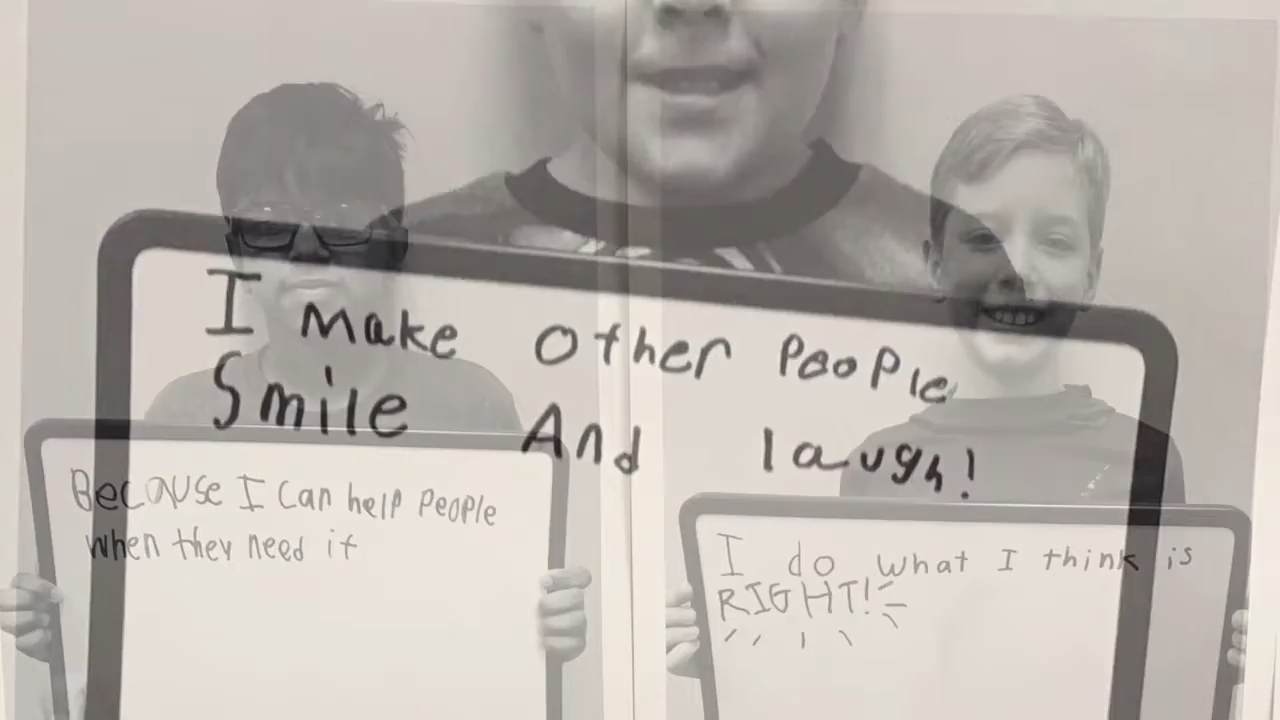 I make other people
Smile And laugh!
Because I can help people
when they need it
I do what I think is
RIGHT!